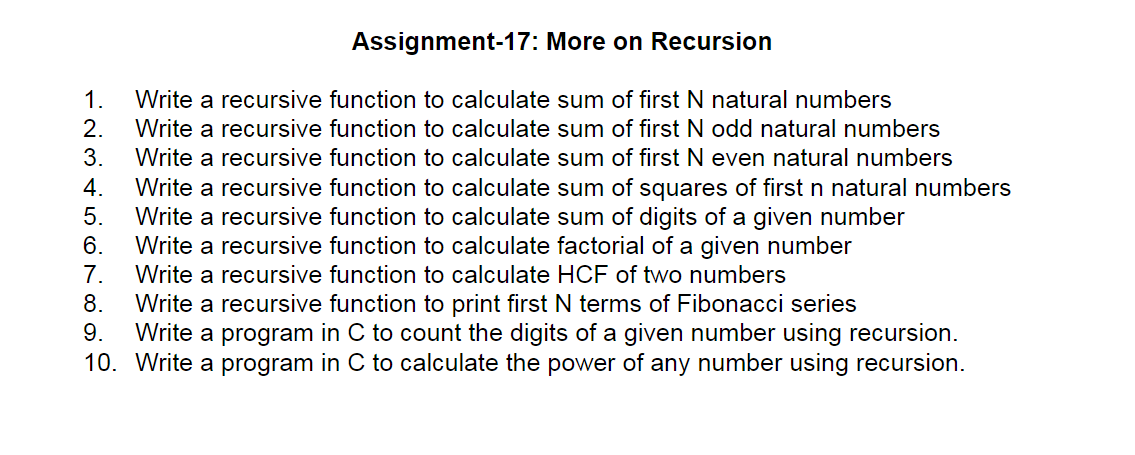 Assignment-17: More on Recursion
1. Write a recursive function to calculate sum of first N natural numbers
2. Write a recursive function to calculate sum of first N odd natural numbers
3. Write a recursive function to calculate sum of first N even natural numbers
4. Write a recursive function to calculate sum of squares of first n natural numbers
5. Write a recursive function to calculate sum of digits of a given number
6. Write a recursive function to calculate factorial of a given number
7. Write a recursive function to calculate HCF of two numbers
8. Write a recursive function to print first N terms of Fibonacci series
9. Write a program in C to count the digits of a given number using recursion.
10. Write a program in C to calculate the power of any number using recursion.